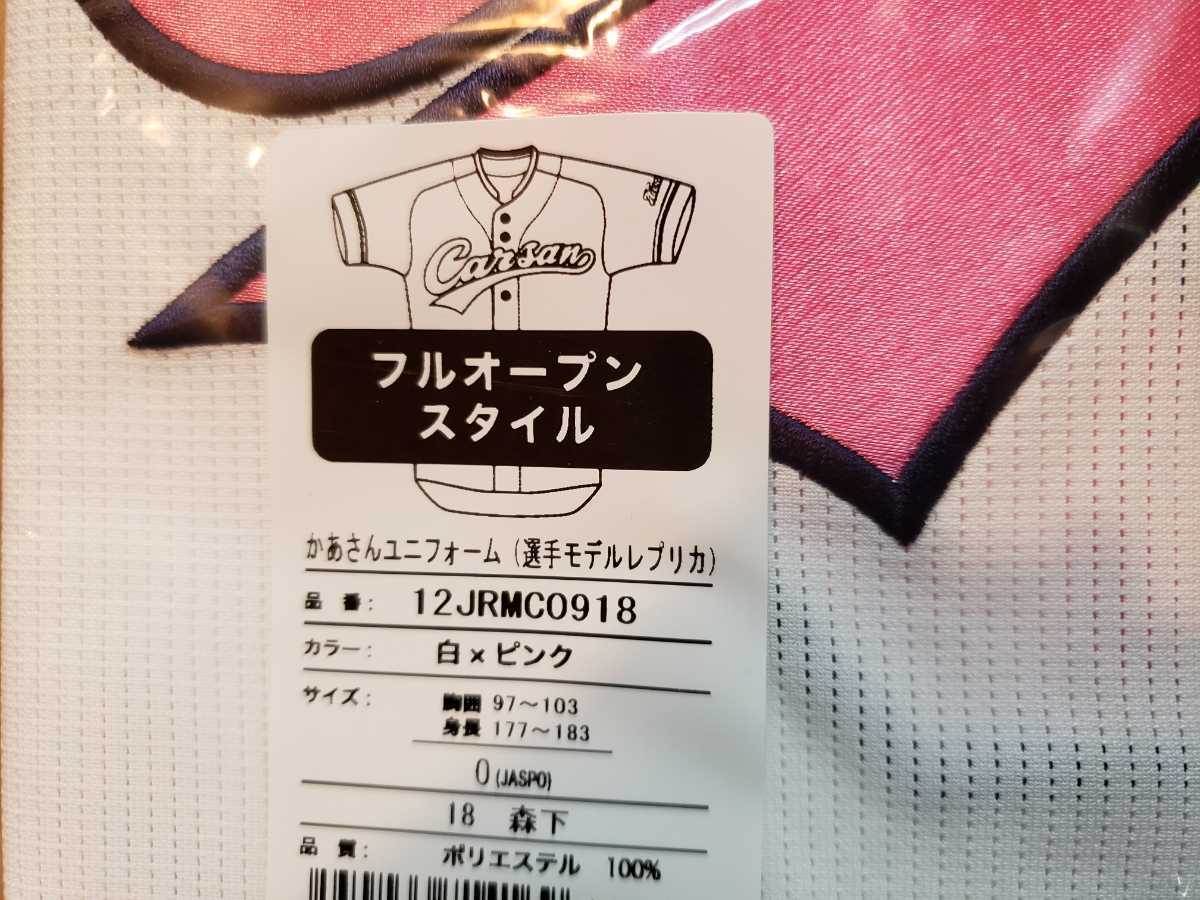 Carsan
フルオープン
スタイル
かあさんユニフォーム（選手モデルレプリカ）
品 番： 12JRMC0918
カラー： 白×ピンク
サイズ： 胸囲 97～103
身長 177～183
O(JASPO)
18 森下
品 質： ポリエステル 100%